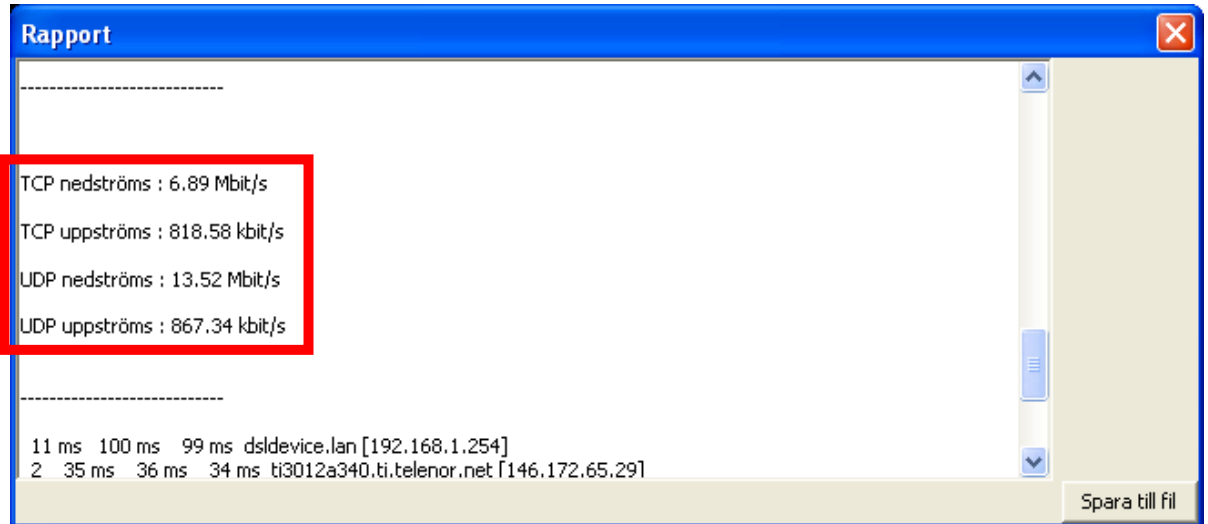 Rapport
----------------------------
TCP nedströms : 6.89 Mbit/s
TCP uppströms : 818.58 kbit/s
UDP nedströms : 13.52 Mbit/s
UDP uppströms : 867.34 kbit/s
----------------------------
11 ms 100 ms 99 ms dsldevice.lan [192.168.1.254]
2 35 ms 36 ms 34 ms ti3012a340.ti.telenor.net [146.172.65.29]
Spara till fil